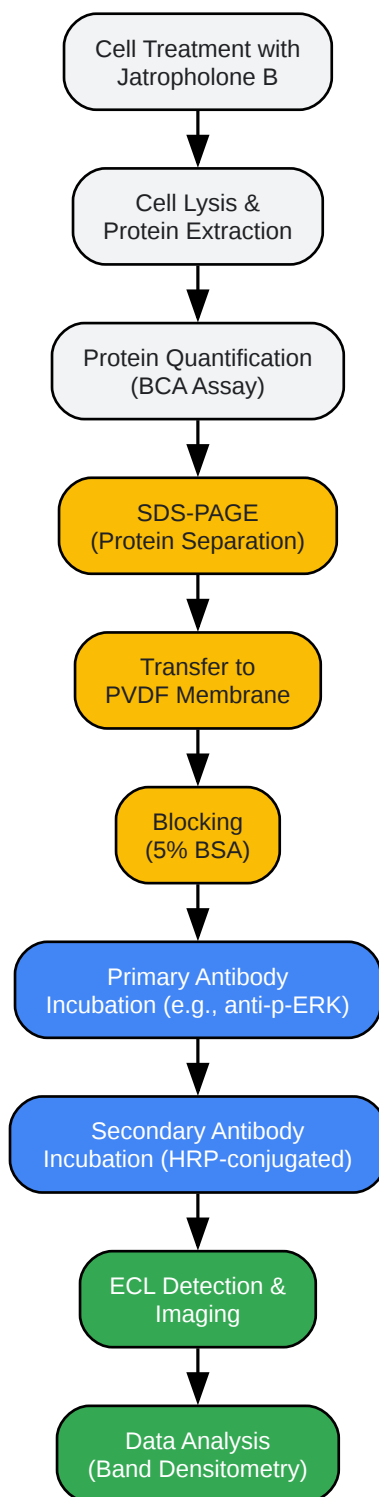 Cell Treatment with
Jatropholone B
Cell Lysis &
Protein Extraction
Protein Quantification
(BCA Assay)
SDS-PAGE
(Protein Separation)
Transfer to
PVDF Membrane
Blocking
(5% BSA)
Primary Antibody
Incubation (e.g., anti-p-ERK)
Secondary Antibody
Incubation (HRP-conjugated)
ECL Detection &
Imaging
Data Analysis
(Band Densitometry)